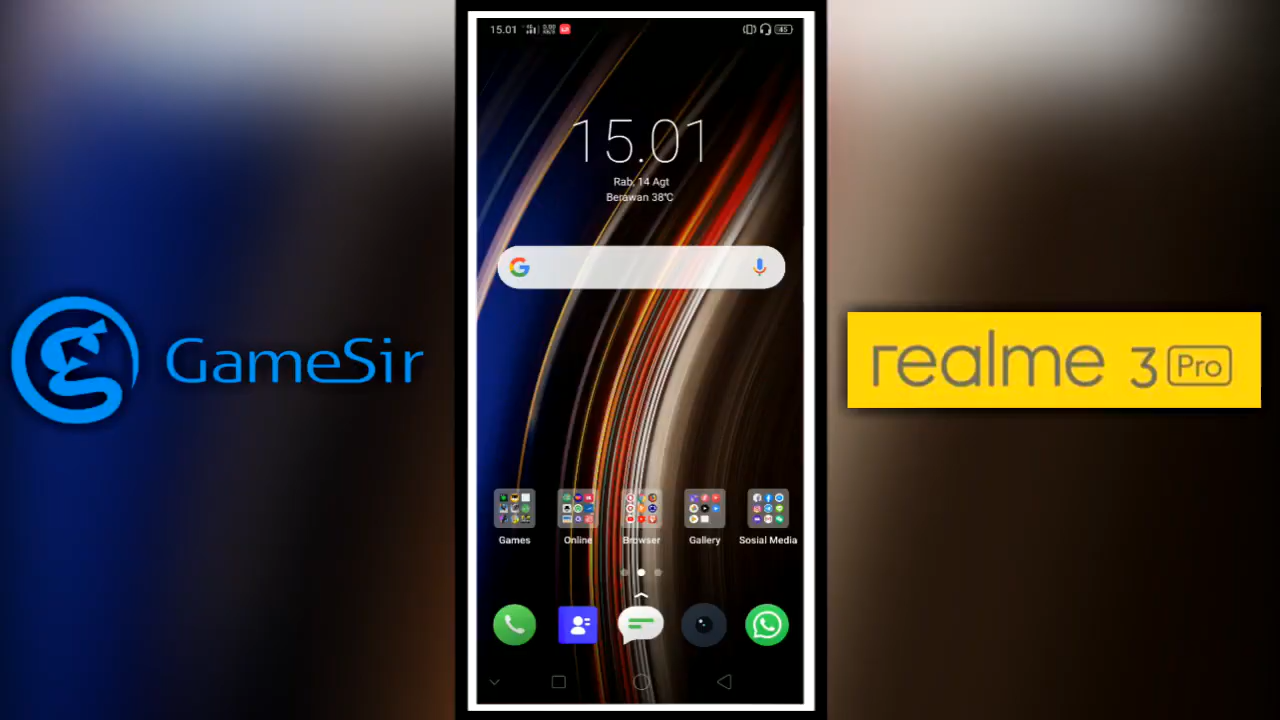 15.01
45
15.01
Rab, 14 Agt
Berawan 38℃
GameSir
realme 3 Pro
Games
Online
Browser
Gallery
Sosial Media